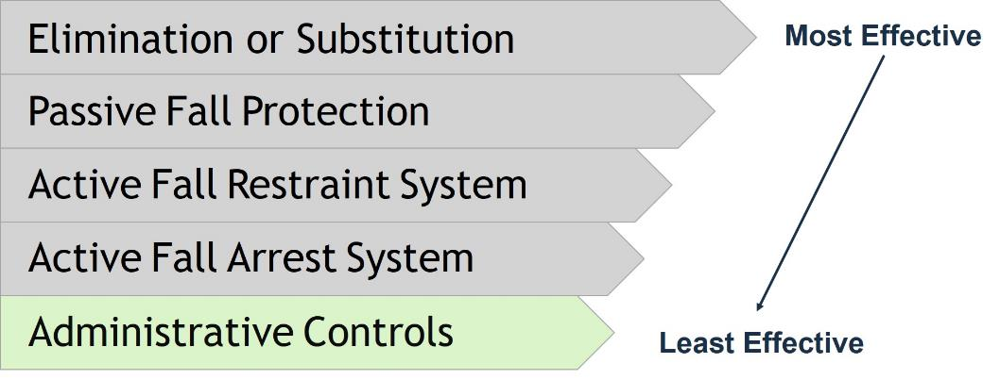 Elimination or Substitution
Most Effective
Passive Fall Protection
Active Fall Restraint System
Active Fall Arrest System
Administrative Controls
Least Effective